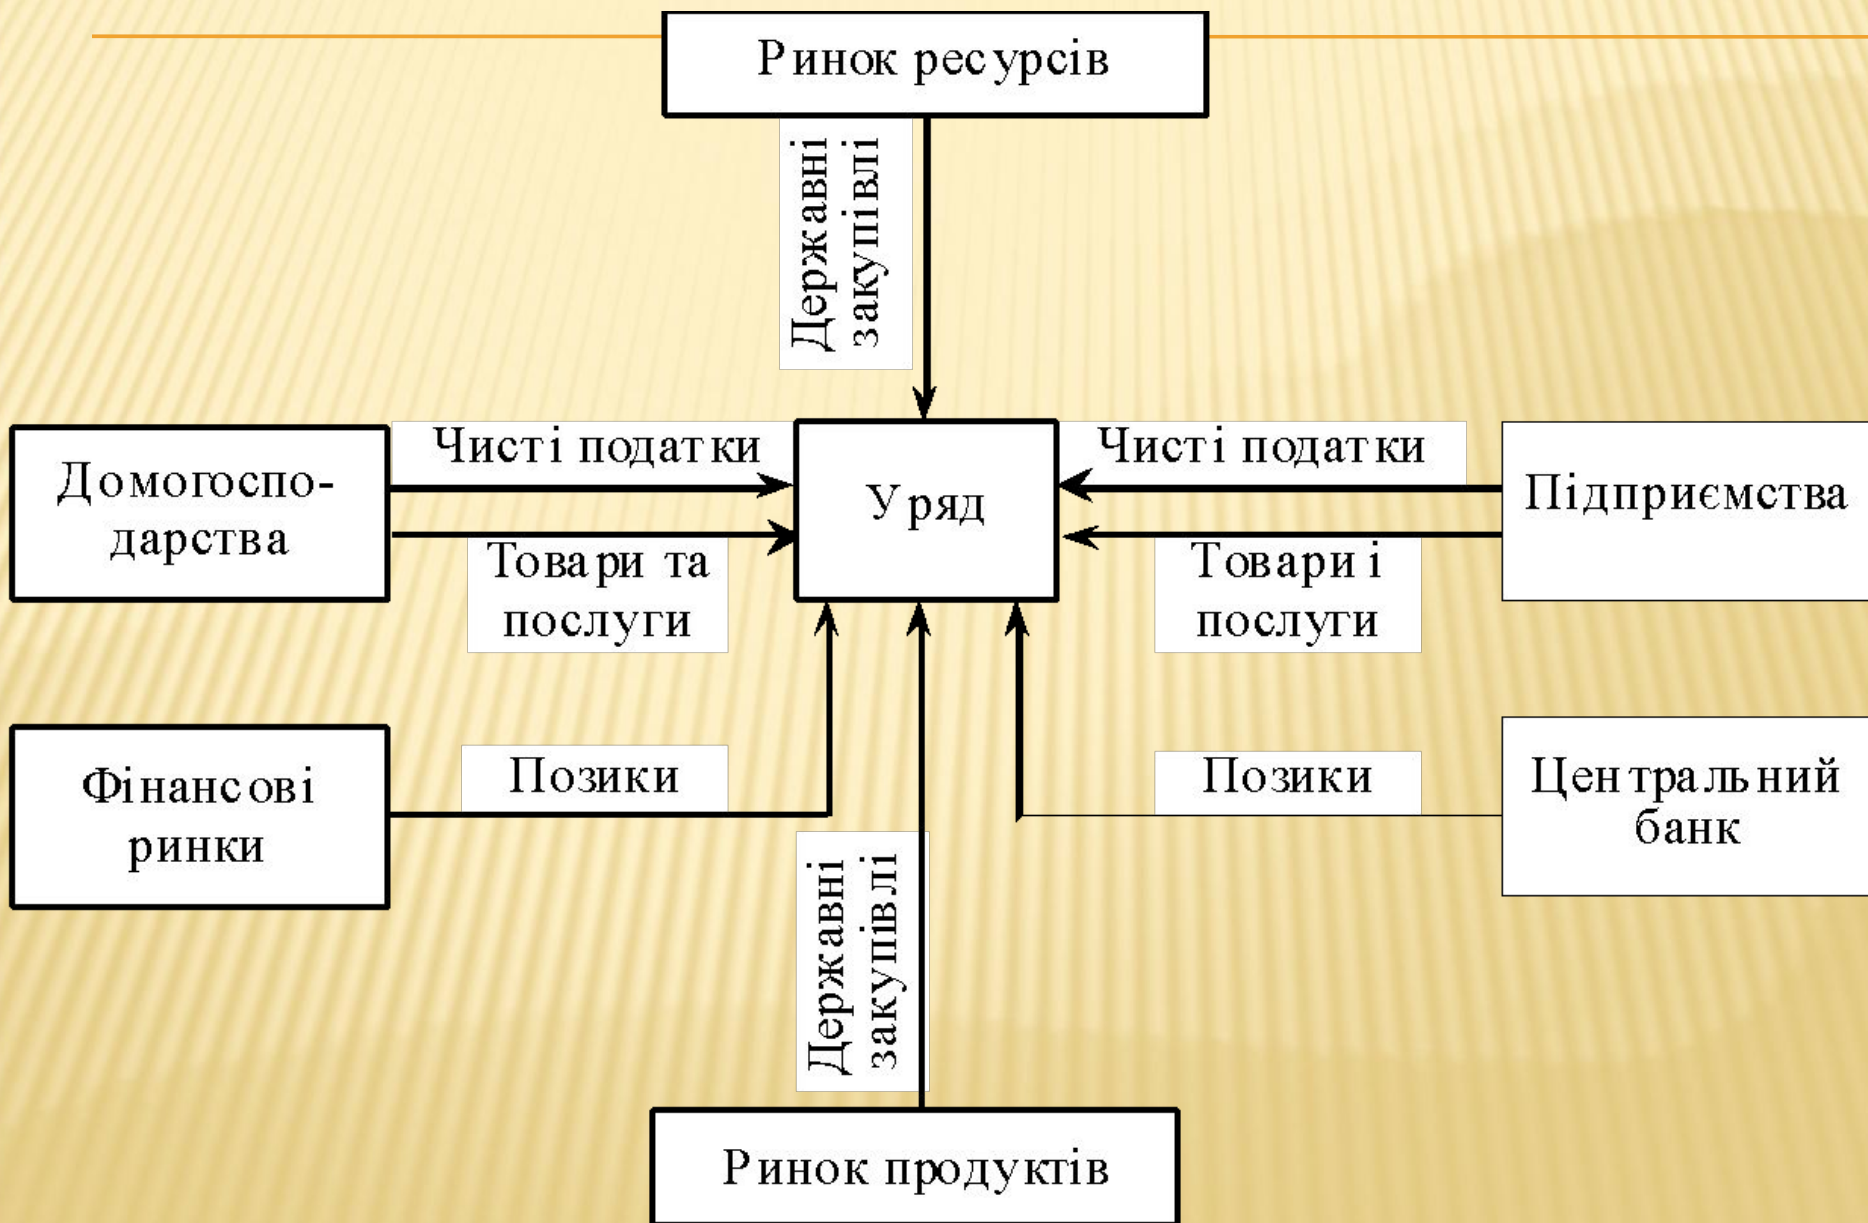 Ринок ресурсів
Державні
закупівлі
Чисті податки
Чисті податки
Домогоспо-
дарства
Уряд
Підприємства
Товари та
послуги
Товари і
послуги
Фінансові
ринки
Позики
Позики
Центральний
банк
Державні
закупівлі
Ринок продуктів